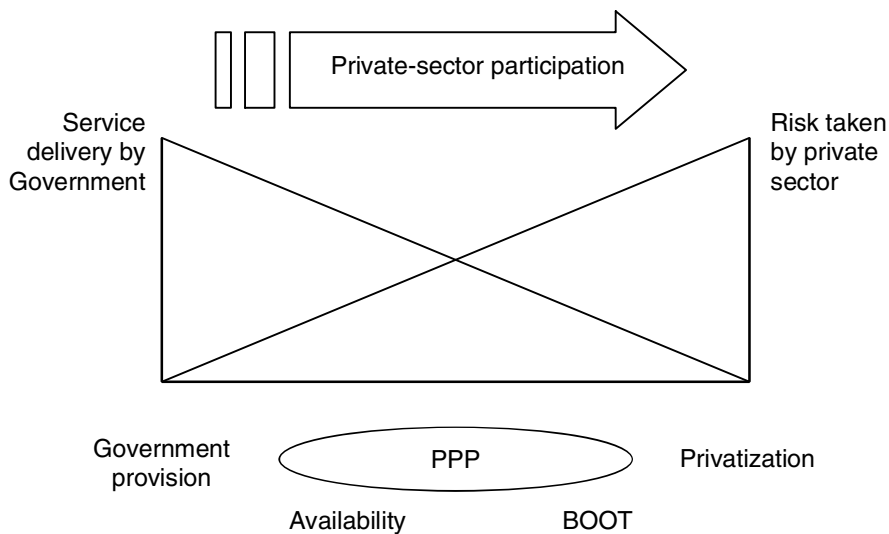 Private-sector participation
Service
delivery by
Government
Risk taken
by private
sector
Government
provision
PPP
Privatization
Availability
BOOT